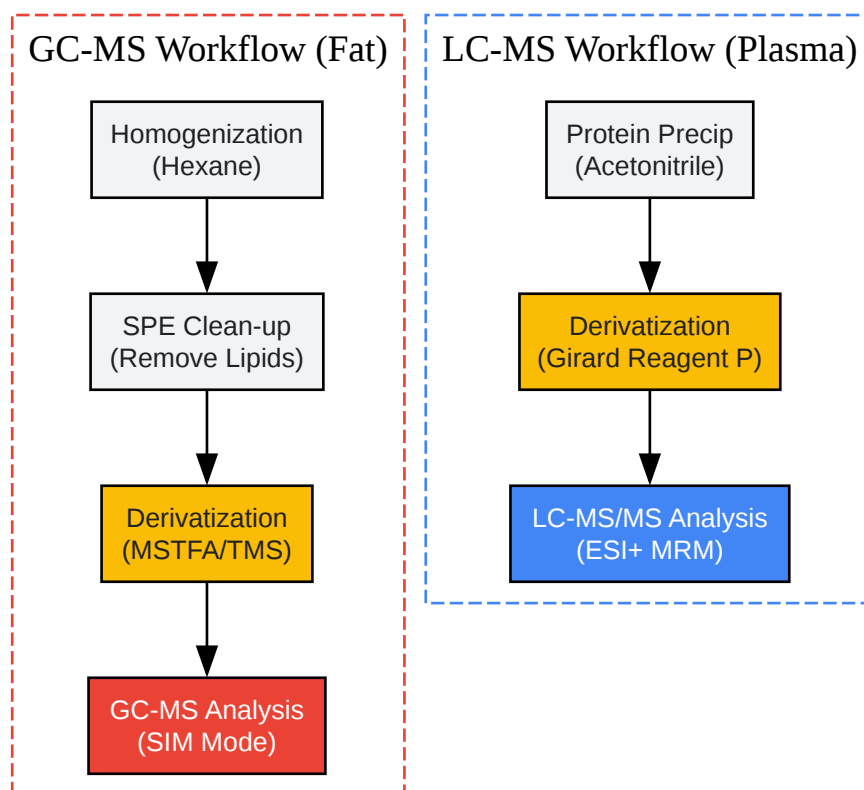 GC-MS Workflow (Fat)
Homogenization
(Hexane)
SPE Clean-up
(Remove Lipids)
Derivatization
(MSTFA/TMS)
GC-MS Analysis
(SIM Mode)
LC-MS Workflow (Plasma)
Protein Precip
(Acetonitrile)
Derivatization
(Girard Reagent P)
LC-MS/MS Analysis
(ESI+ MRM)